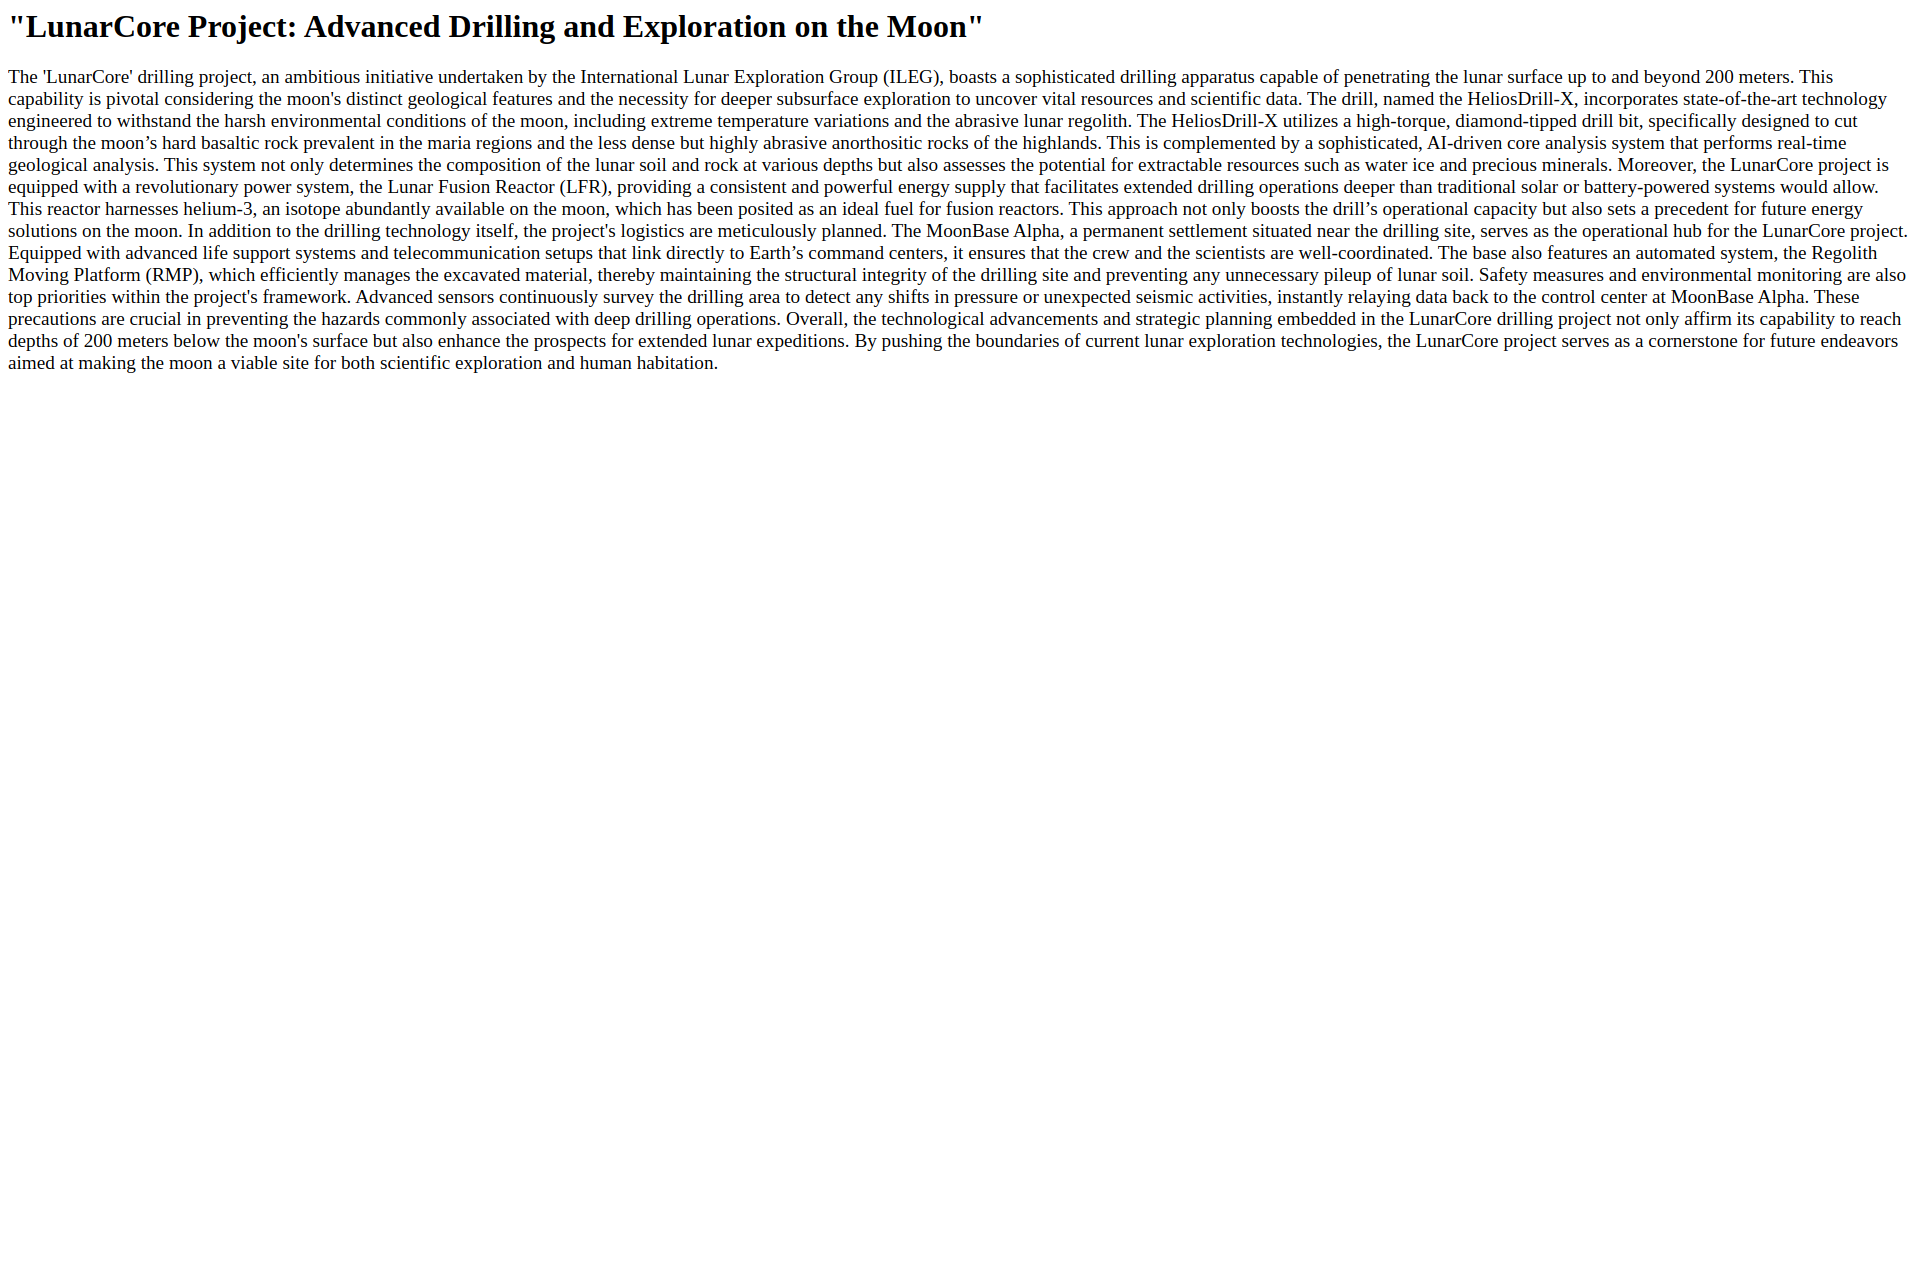 "LunarCore Project: Advanced Drilling and Exploration on the Moon"
The 'LunarCore' drilling project, an ambitious initiative undertaken by the International Lunar Exploration Group (ILEG), boasts a sophisticated drilling apparatus capable of penetrating the lunar surface up to and beyond 200 meters. This
capability is pivotal considering the moon's distinct geological features and the necessity for deeper subsurface exploration to uncover vital resources and scientific data. The drill, named the HeliosDrill-X, incorporates state-of-the-art technology
engineered to withstand the harsh environmental conditions of the moon, including extreme temperature variations and the abrasive lunar regolith. The HeliosDrill-X utilizes a high-torque, diamond-tipped drill bit, specifically designed to cut
through the moon’s hard basaltic rock prevalent in the maria regions and the less dense but highly abrasive anorthositic rocks of the highlands. This is complemented by a sophisticated, AI-driven core analysis system that performs real-time
geological analysis. This system not only determines the composition of the lunar soil and rock at various depths but also assesses the potential for extractable resources such as water ice and precious minerals. Moreover, the LunarCore project is
equipped with a revolutionary power system, the Lunar Fusion Reactor (LFR), providing a consistent and powerful energy supply that facilitates extended drilling operations deeper than traditional solar or battery-powered systems would allow.
This reactor harnesses helium-3, an isotope abundantly available on the moon, which has been posited as an ideal fuel for fusion reactors. This approach not only boosts the drill’s operational capacity but also sets a precedent for future energy
solutions on the moon. In addition to the drilling technology itself, the project's logistics are meticulously planned. The MoonBase Alpha, a permanent settlement situated near the drilling site, serves as the operational hub for the LunarCore project.
Equipped with advanced life support systems and telecommunication setups that link directly to Earth’s command centers, it ensures that the crew and the scientists are well-coordinated. The base also features an automated system, the Regolith
Moving Platform (RMP), which efficiently manages the excavated material, thereby maintaining the structural integrity of the drilling site and preventing any unnecessary pileup of lunar soil. Safety measures and environmental monitoring are also
top priorities within the project's framework. Advanced sensors continuously survey the drilling area to detect any shifts in pressure or unexpected seismic activities, instantly relaying data back to the control center at MoonBase Alpha. These
precautions are crucial in preventing the hazards commonly associated with deep drilling operations. Overall, the technological advancements and strategic planning embedded in the LunarCore drilling project not only affirm its capability to reach
depths of 200 meters below the moon's surface but also enhance the prospects for extended lunar expeditions. By pushing the boundaries of current lunar exploration technologies, the LunarCore project serves as a cornerstone for future endeavors
aimed at making the moon a viable site for both scientific exploration and human habitation.